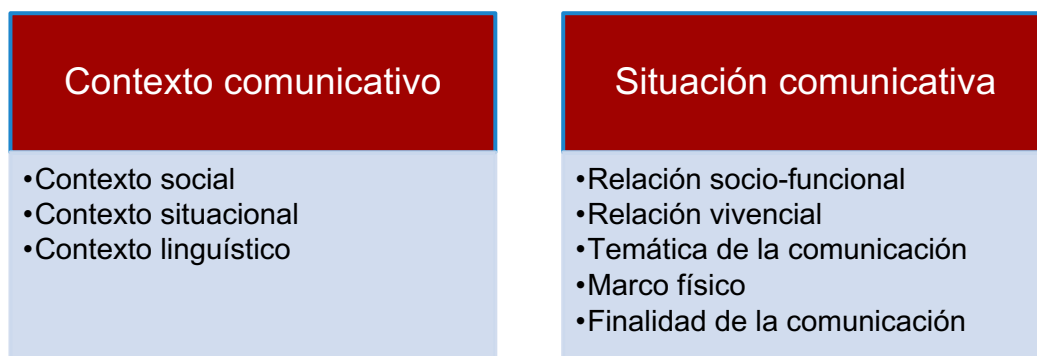 Contexto comunicativo
•Contexto social
•Contexto situacional
•Contexto linguístico
Situación comunicativa
•Relación socio-funcional
•Relación vivencial
•Temática de la comunicación
•Marco físico
•Finalidad de la comunicación